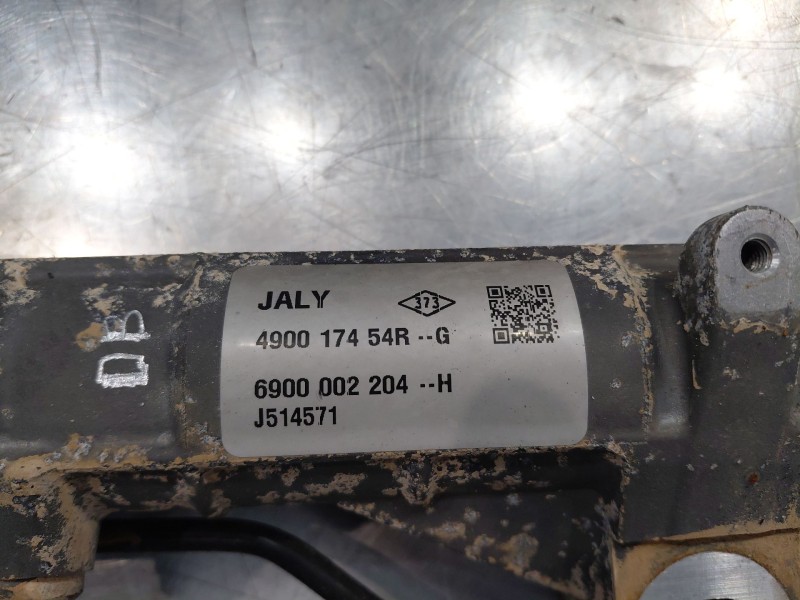 JALY 373
4900 174 54R --G
6900 002 204 --H
J514571
DB